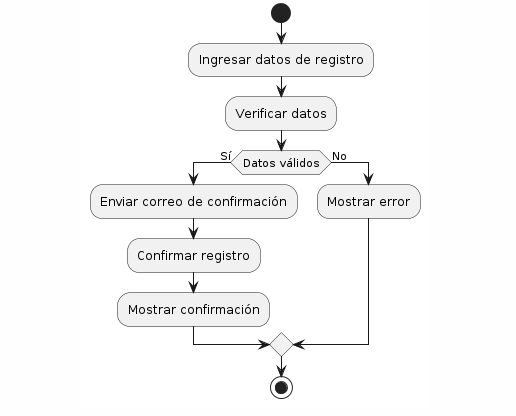 Ingresar datos de registro
Verificar datos
Sí
Datos válidos
No
Enviar correo de confirmación
Mostrar error
Confirmar registro
Mostrar confirmación